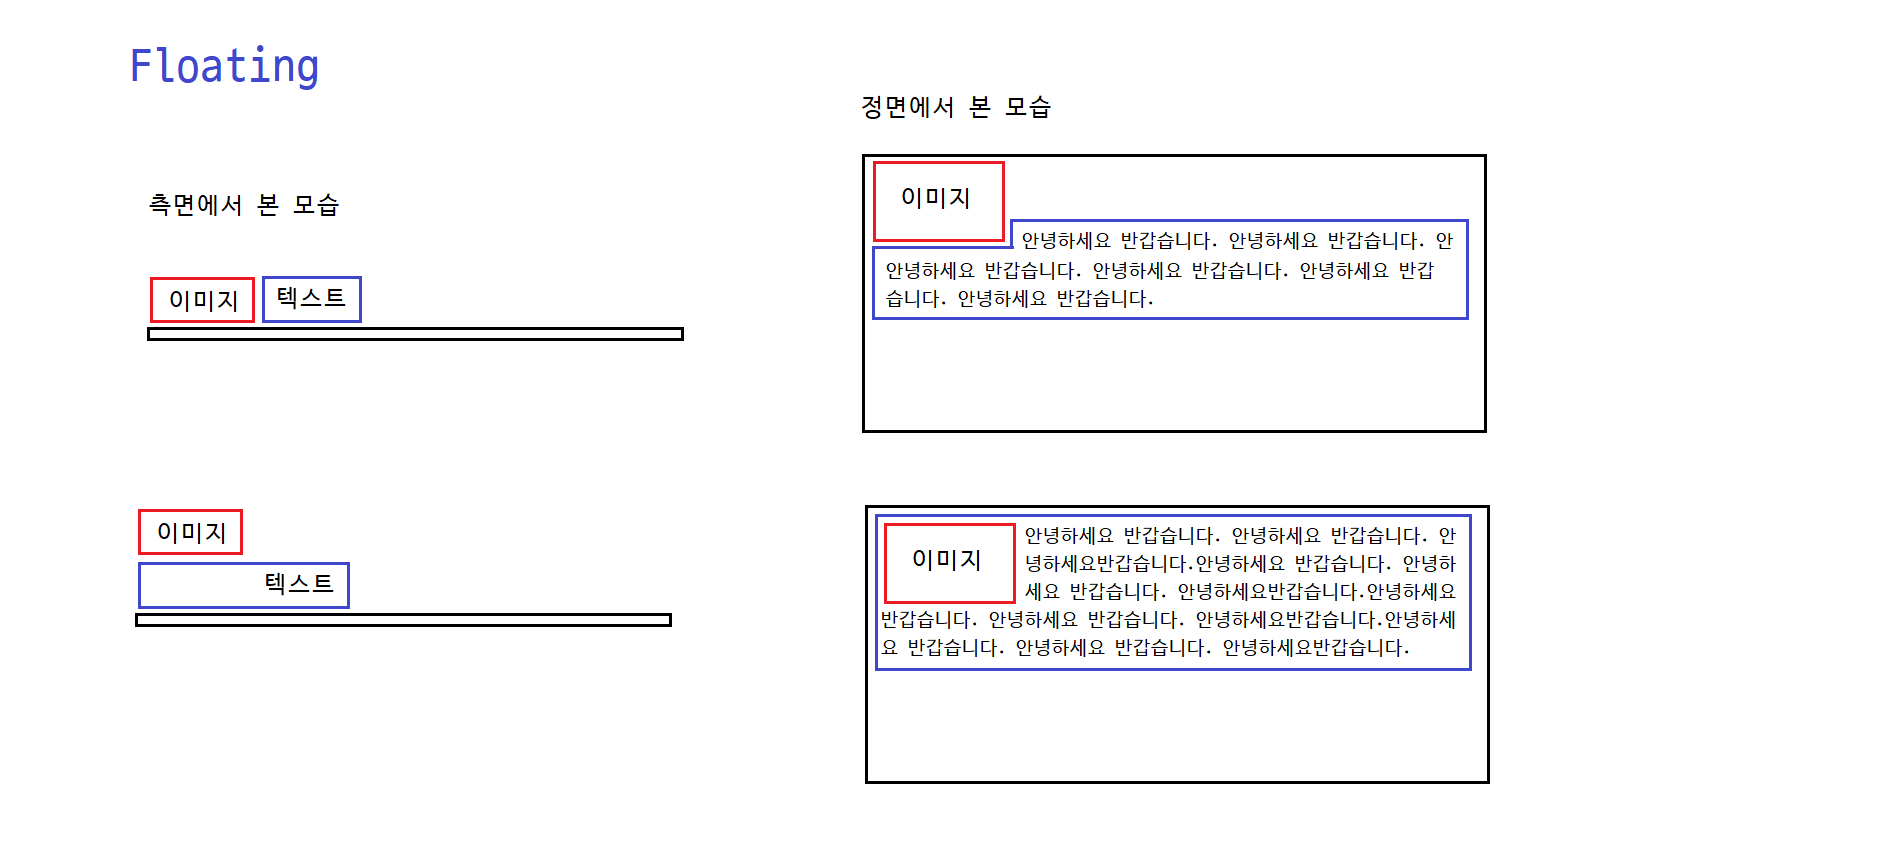 Floating
정면에서 본 모습
측면에서 본 모습
이미지
안녕하세요 반갑습니다. 안녕하세요 반갑습니다. 안
안녕하세요 반갑습니다. 안녕하세요 반갑습니다. 안녕하세요 반갑
습니다. 안녕하세요 반갑습니다.
이미지
텍스트
이미지
텍스트
이미지
안녕하세요 반갑습니다. 안녕하세요 반갑습니다. 안
녕하세요반갑습니다.안녕하세요 반갑습니다. 안녕하
세요 반갑습니다. 안녕하세요반갑습니다.안녕하세요
반갑습니다. 안녕하세요 반갑습니다. 안녕하세요반갑습니다.안녕하세
요 반갑습니다. 안녕하세요 반갑습니다. 안녕하세요반갑습니다.